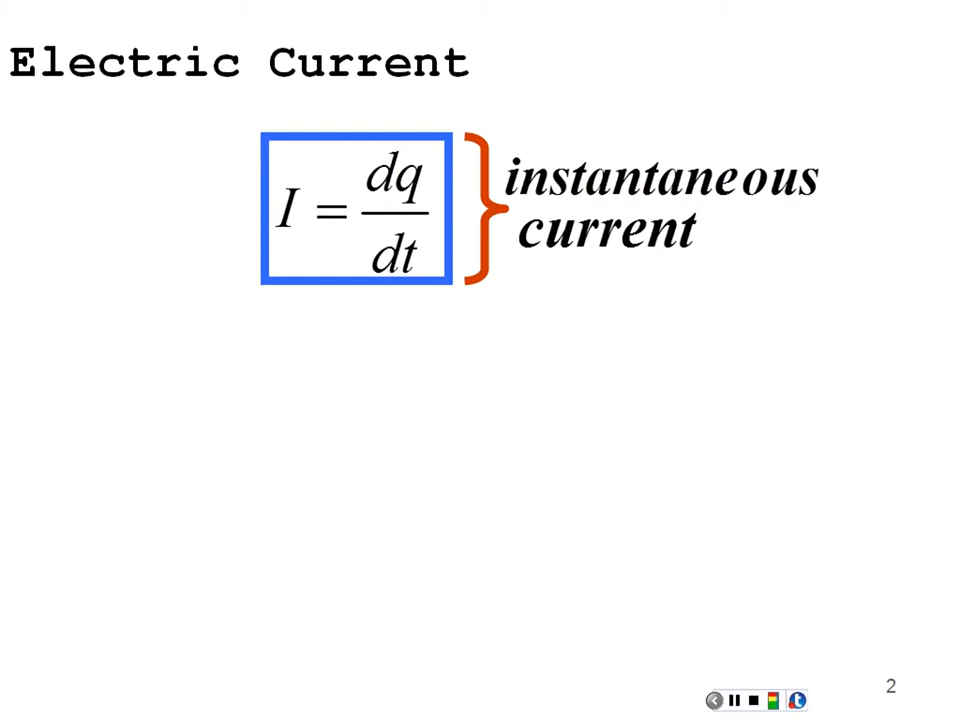 Electric Current
I = dq/dt
instantaneous
current
2